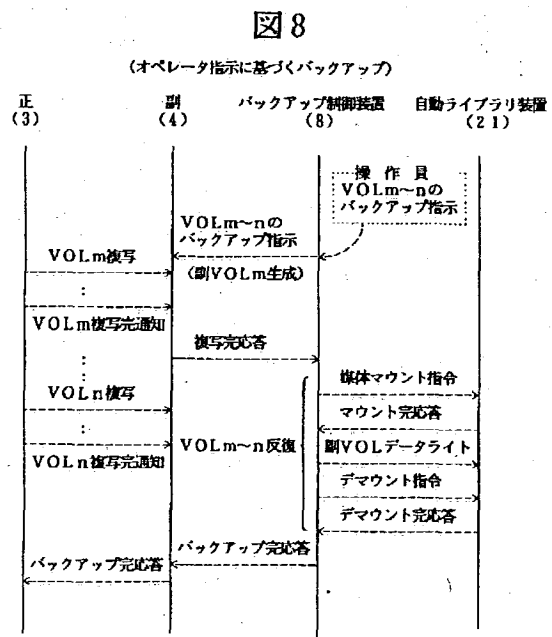 図8
(オペレータ指示に基づくバックアップ)
正 副 バックアップ制御装置 自動ライブラリ装置
(3) (4) (8) (21)
操作員
VOLm~nの
バックアップ指示
VOLm~nの
バックアップ指示
VOLm複写
(副VOLm生成)
:
VOLm複写完通知
複写完応答
:
:
VOLn複写
媒体マウント指令
マウント完応答
:
VOLm~n反復
副VOLデータライト
VOLn複写完通知
デマウント指令
デマウント完応答
バックアップ完応答
バックアップ完応答